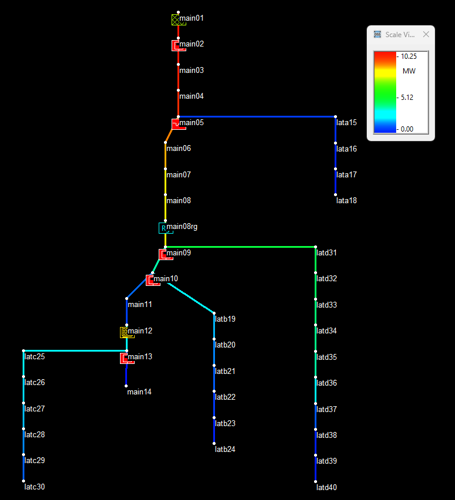 main01
main02
main03
main04
main05
lata15
main06
lata16
main07
lata17
main08
lata18
main08rg
main09
latd31
main10
latd32
main11
latd33
latb19
main12
latd34
latb20
latc25
main13
latd35
latb21
latc26
latd36
main14
latb22
latc27
latd37
latb23
latc28
latd38
latb24
latc29
latd39
latc30
latd40
Scale Vi...
10.25
MW
5.12
0.00